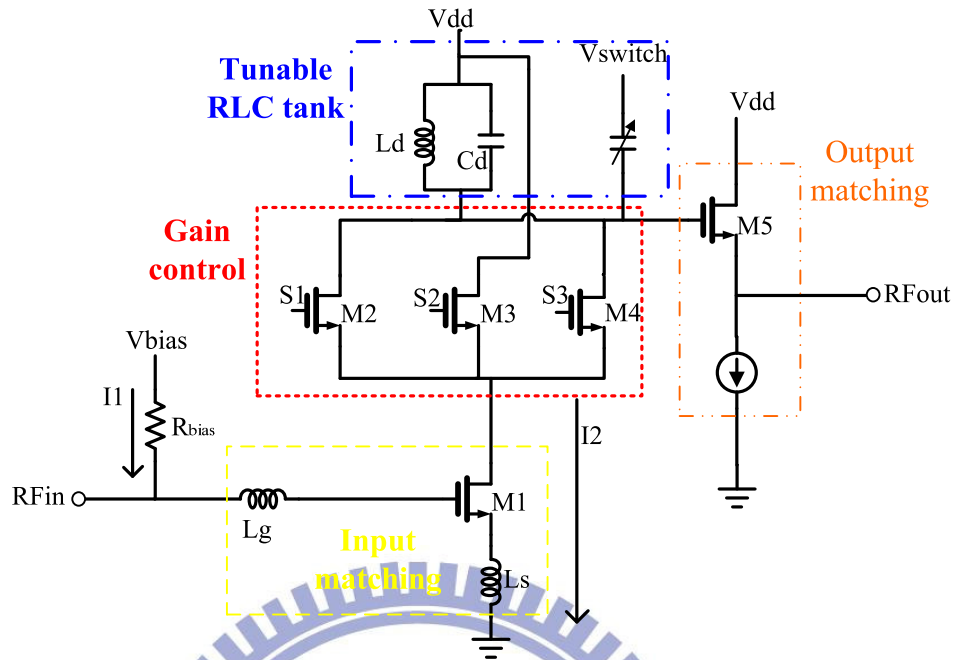 Vdd
Tunable
RLC tank
Vswitch
Ld
Cd
Vdd
Output
matching
M5
Gain
control
S1
M2
S2
M3
S3
M4
RFout
Vbias
I1
Rbias
I2
RFin
Lg
M1
Input
matching
Ls